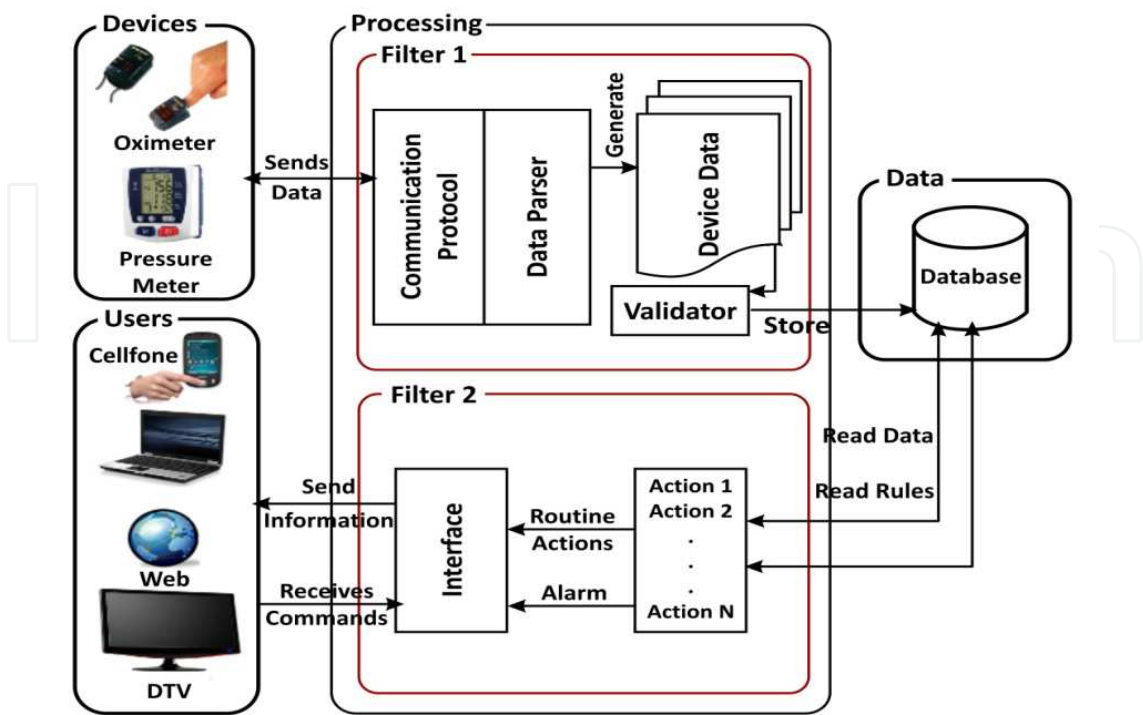 Devices
Oximeter
Pressure
Meter
Users
Cellfone
Web
DTV
Sends
Data
Processing
Filter 1
Communication
Protocol
Data Parser
Generate
Device Data
Validator
Store
Data
Database
Filter 2
Send
Information
Receives
Commands
Interface
Routine
Actions
Alarm
Action 1
Action 2
.
.
.
Action N
Read Data
Read Rules